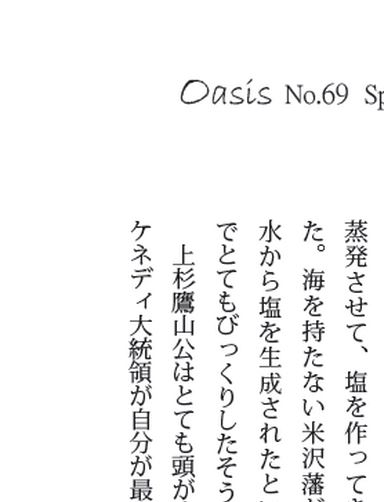 Oasis No.69 Sp
蒸発させて、塩を作って
た。海を持たない米沢藩
水から塩を生成されたと
でとてもびっくりしたそう
上杉鷹山公はとても頭が
ケネディ大統領が自分が最